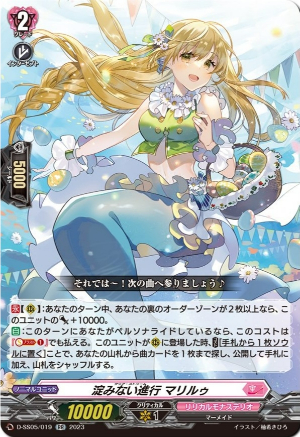 2
グレード
インターセプト
5000
シールド
それでは～！次の曲へ参りましょう♪
永【Ⓡ】：あなたのターン中、あなたの裏のオーダーゾーンが２枚以上なら、こ
のユニットの＋10000。
自：このターンにあなたがペルソナライドしているなら、このコストは
になる。このユニットが【Ⓡ】に登場した時、【手札から１枚ソ
ウルに置く】ことで、あなたの山札から曲カードを１枚まで探し、公開して手札に
加え、山札をシャッフルする。
ノーマルユニット
淀みない進行 マリルゥ
パワー
10000
クリティカル
1
リリカルモナステリオ
マーメイド
D-SS05/019
RR
2023
イラスト／柚希きひろ